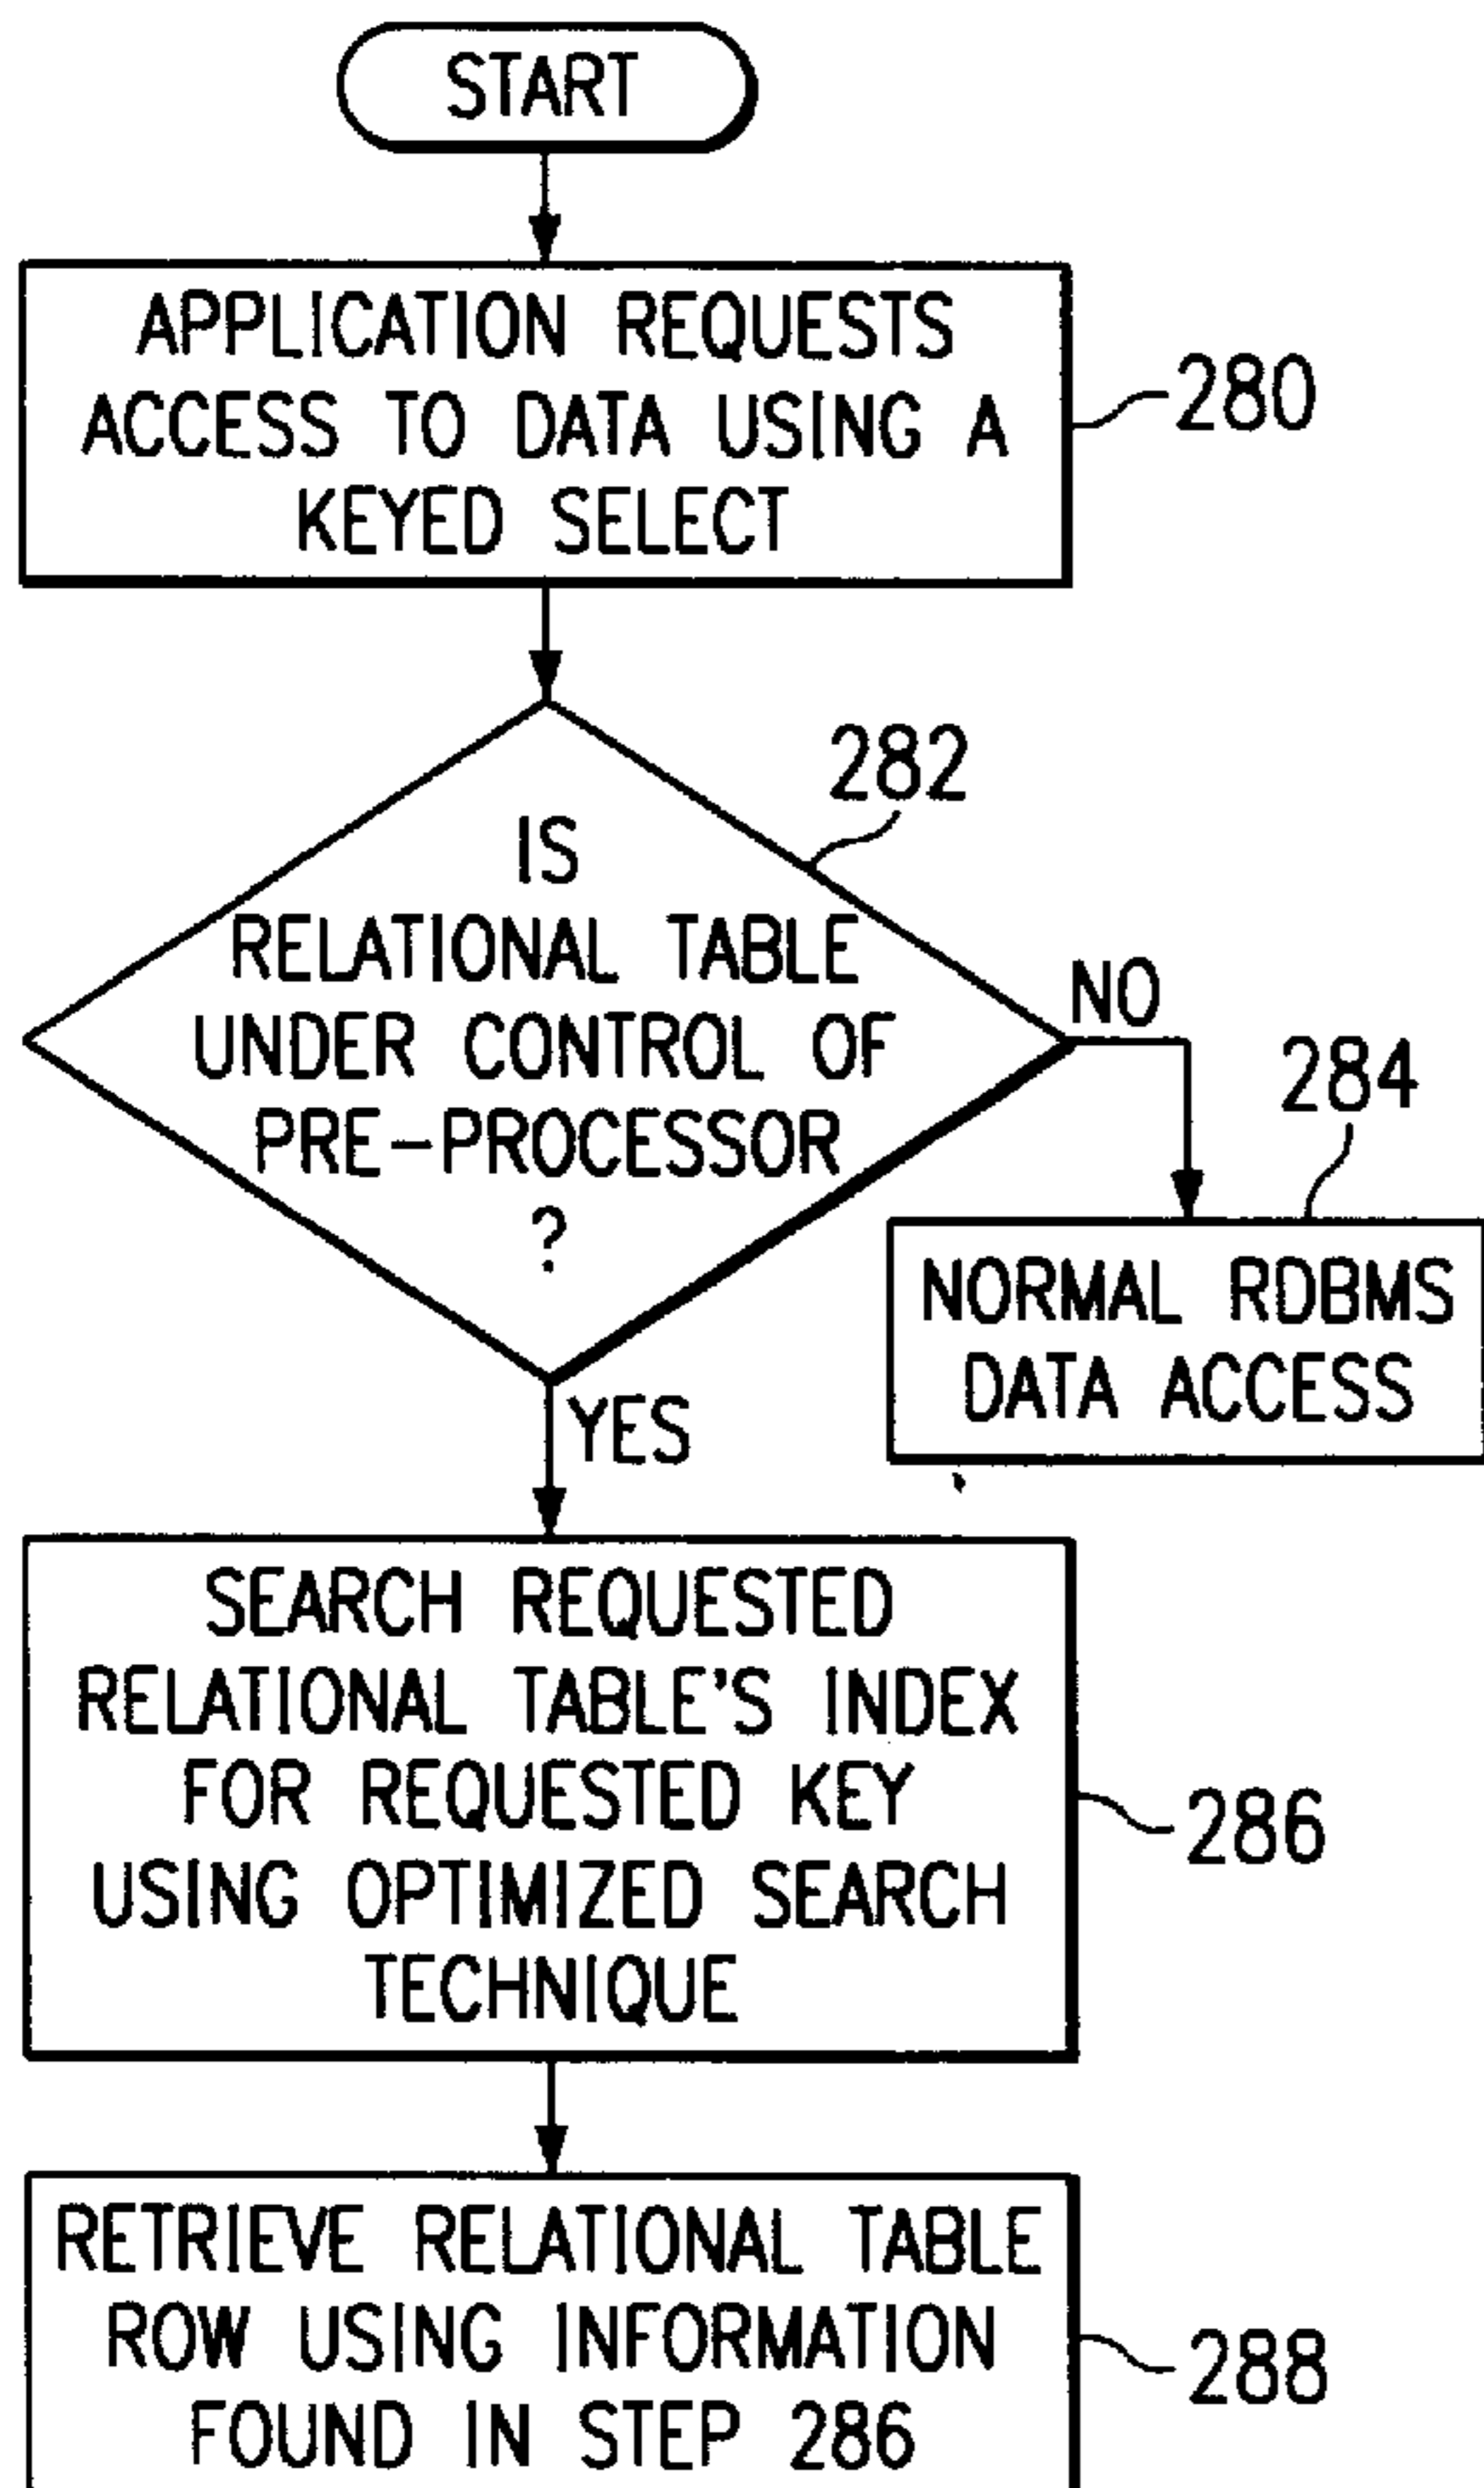 START
APPLICATION REQUESTS
ACCESS TO DATA USING A
KEYED SELECT
280
282
IS
RELATIONAL TABLE
UNDER CONTROL OF
PRE-PROCESSOR
?
NO
284
NORMAL RDBMS
DATA ACCESS
YES
SEARCH REQUESTED
RELATIONAL TABLE'S INDEX
FOR REQUESTED KEY
USING OPTIMIZED SEARCH
TECHNIQUE
286
RETRIEVE RELATIONAL TABLE
ROW USING INFORMATION
FOUND IN STEP 286
288